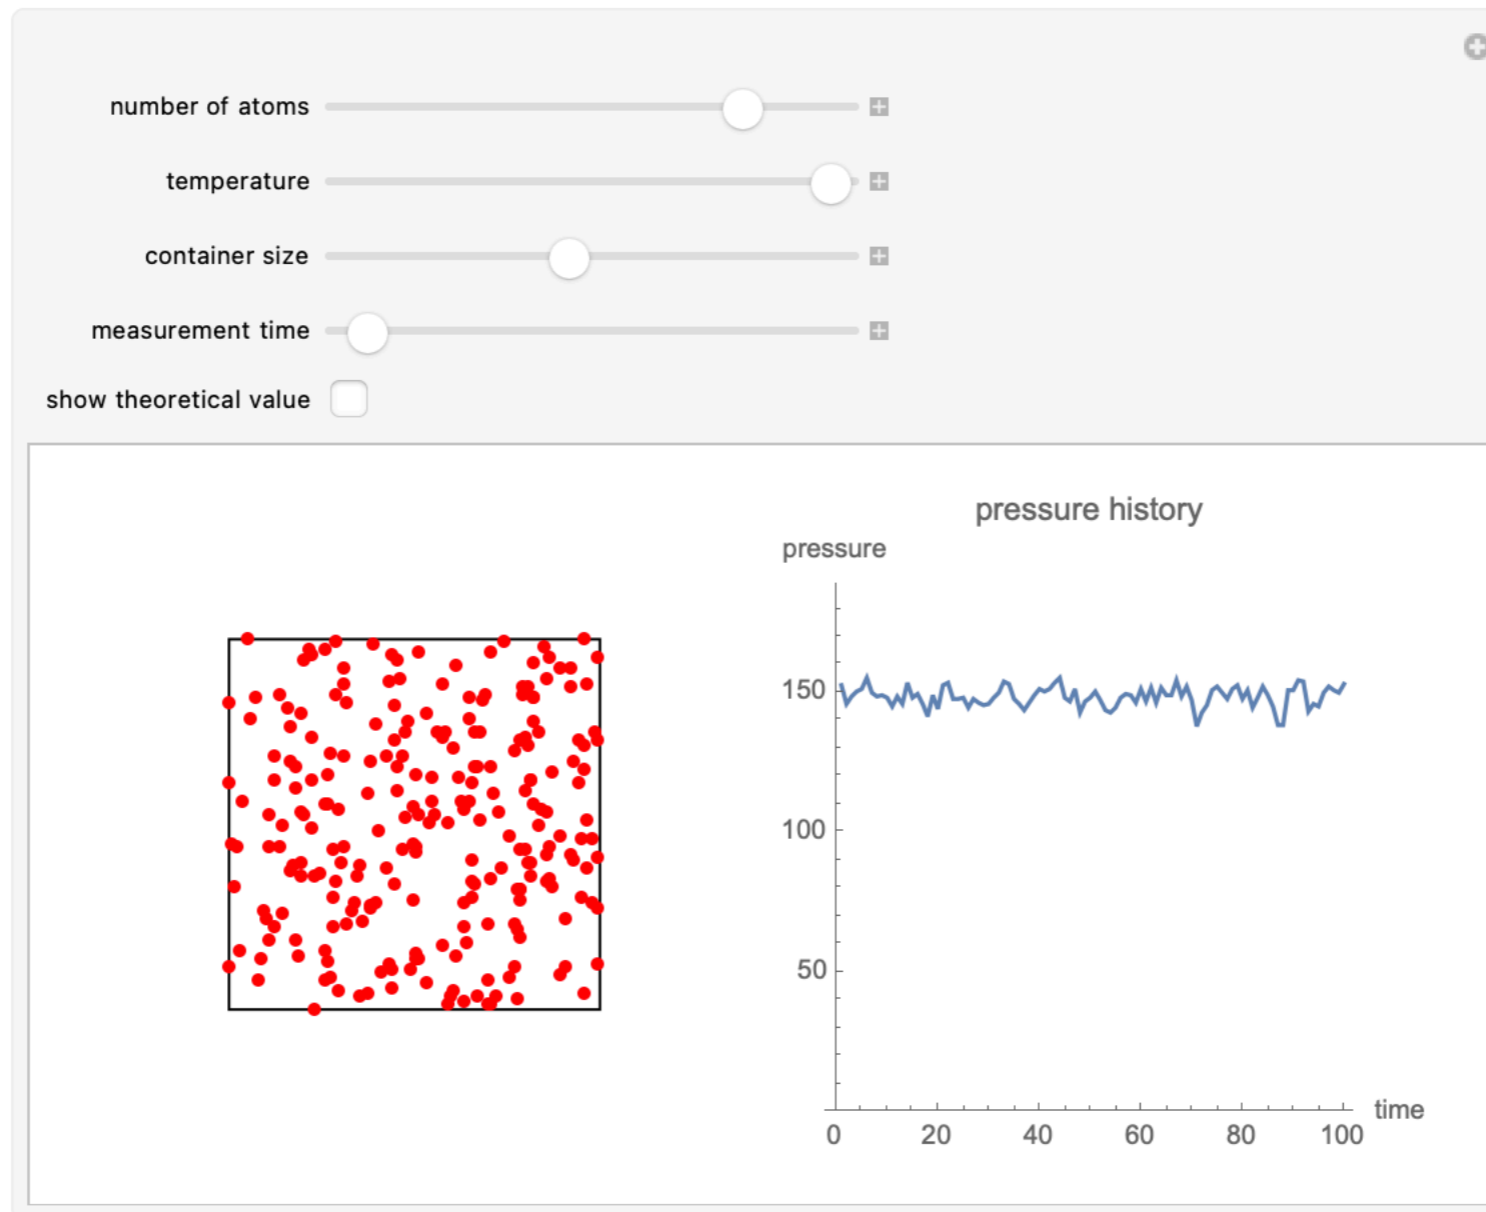 number of atoms
temperature
container size
measurement time
show theoretical value
pressure history
pressure
150
100
50
time
0 20 40 60 80 100